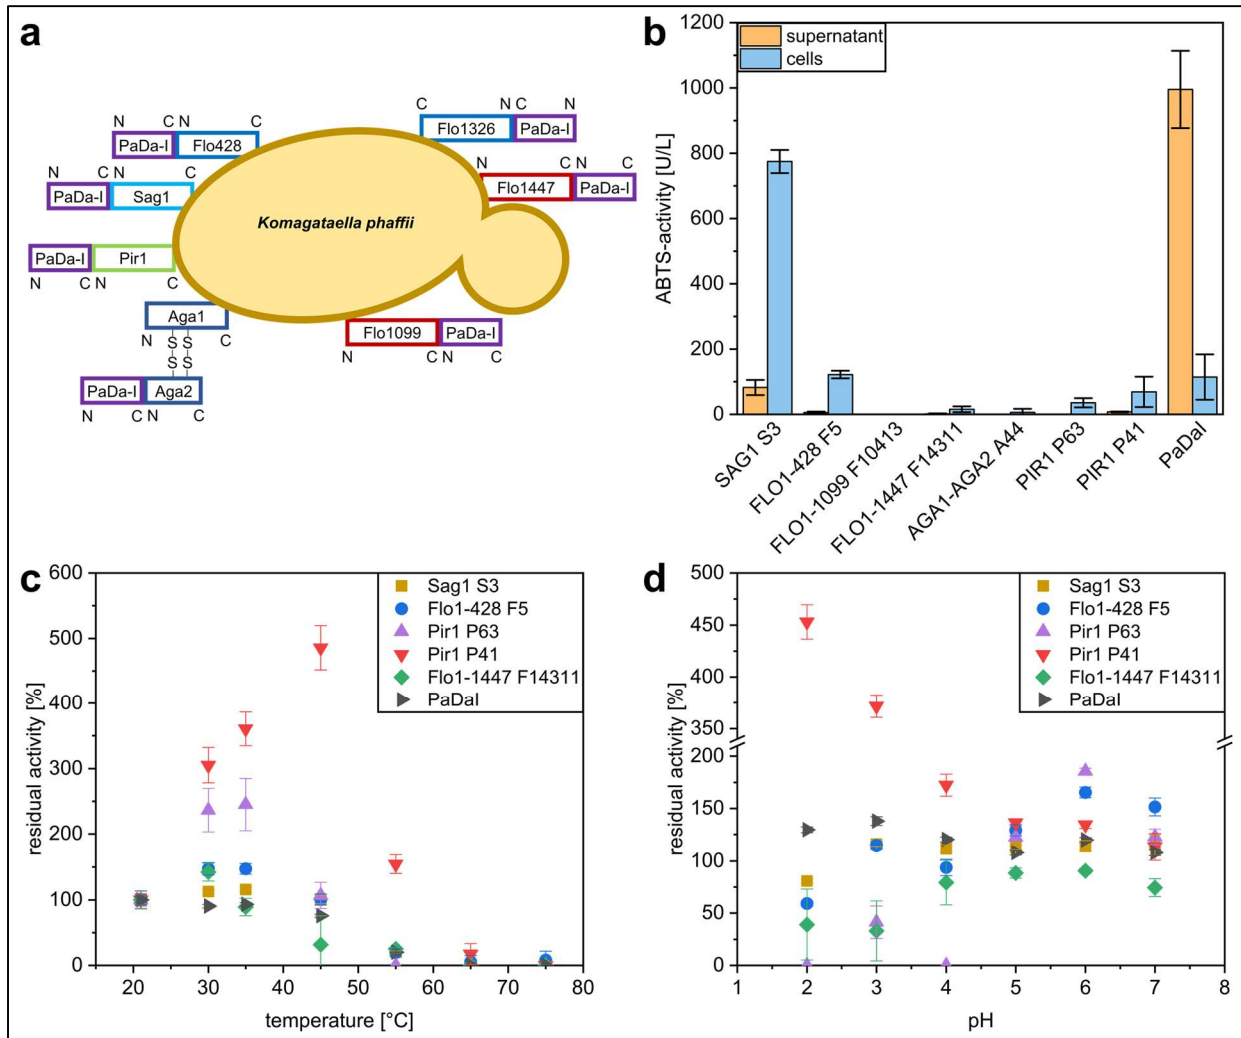 a
N C N C
PaDa-I Flo428
N C N C
PaDa-I Sag1
PaDa-I Pir1
N C N C
Aga1
N S S C
S S
PaDa-I Aga2
N C N C
Komagataella phaffii
C N C N
Flo1326 PaDa-I
N C N C
Flo1447 PaDa-I
Flo1099 PaDa-I
N C N C
b
supernatant
cells
ABTS-activity [U/L]
1200
1000
800
600
400
200
0
SAG1 S3
FLO1-428 F5
FLO1-1099 F10413
FLO1-1447 F14311
AGA1-AGA2 A44
PIR1 P63
PIR1 P41
PaDaI
c
residual activity [%]
600
500
400
300
200
100
0
20 30 40 50 60 70 80
temperature [°C]
Sag1 S3
Flo1-428 F5
Pir1 P63
Pir1 P41
Flo1-1447 F14311
PaDaI
d
residual activity [%]
500
450
400
350
200
150
100
50
0
1 2 3 4 5 6 7 8
pH
Sag1 S3
Flo1-428 F5
Pir1 P63
Pir1 P41
Flo1-1447 F14311
PaDaI